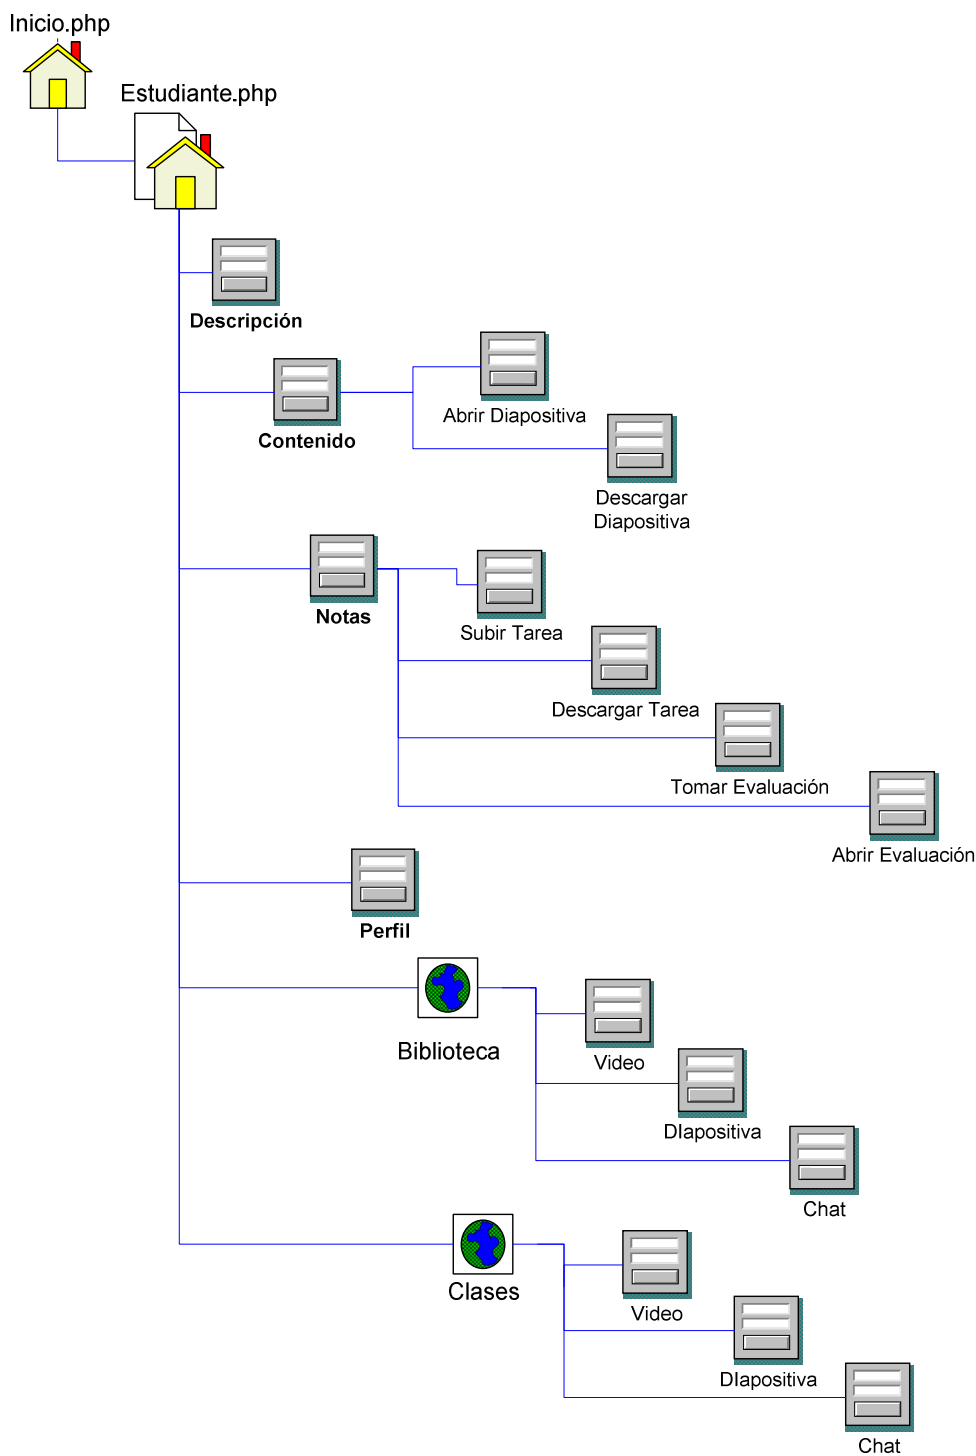 Inicio.php
Estudiante.php
Descripción
Contenido
Abrir Diapositiva
Descargar
Diapositiva
Notas
Subir Tarea
Descargar Tarea
Tomar Evaluación
Abrir Evaluación
Perfil
Biblioteca
Video
DIapositiva
Chat
Clases
Video
DIapositiva
Chat